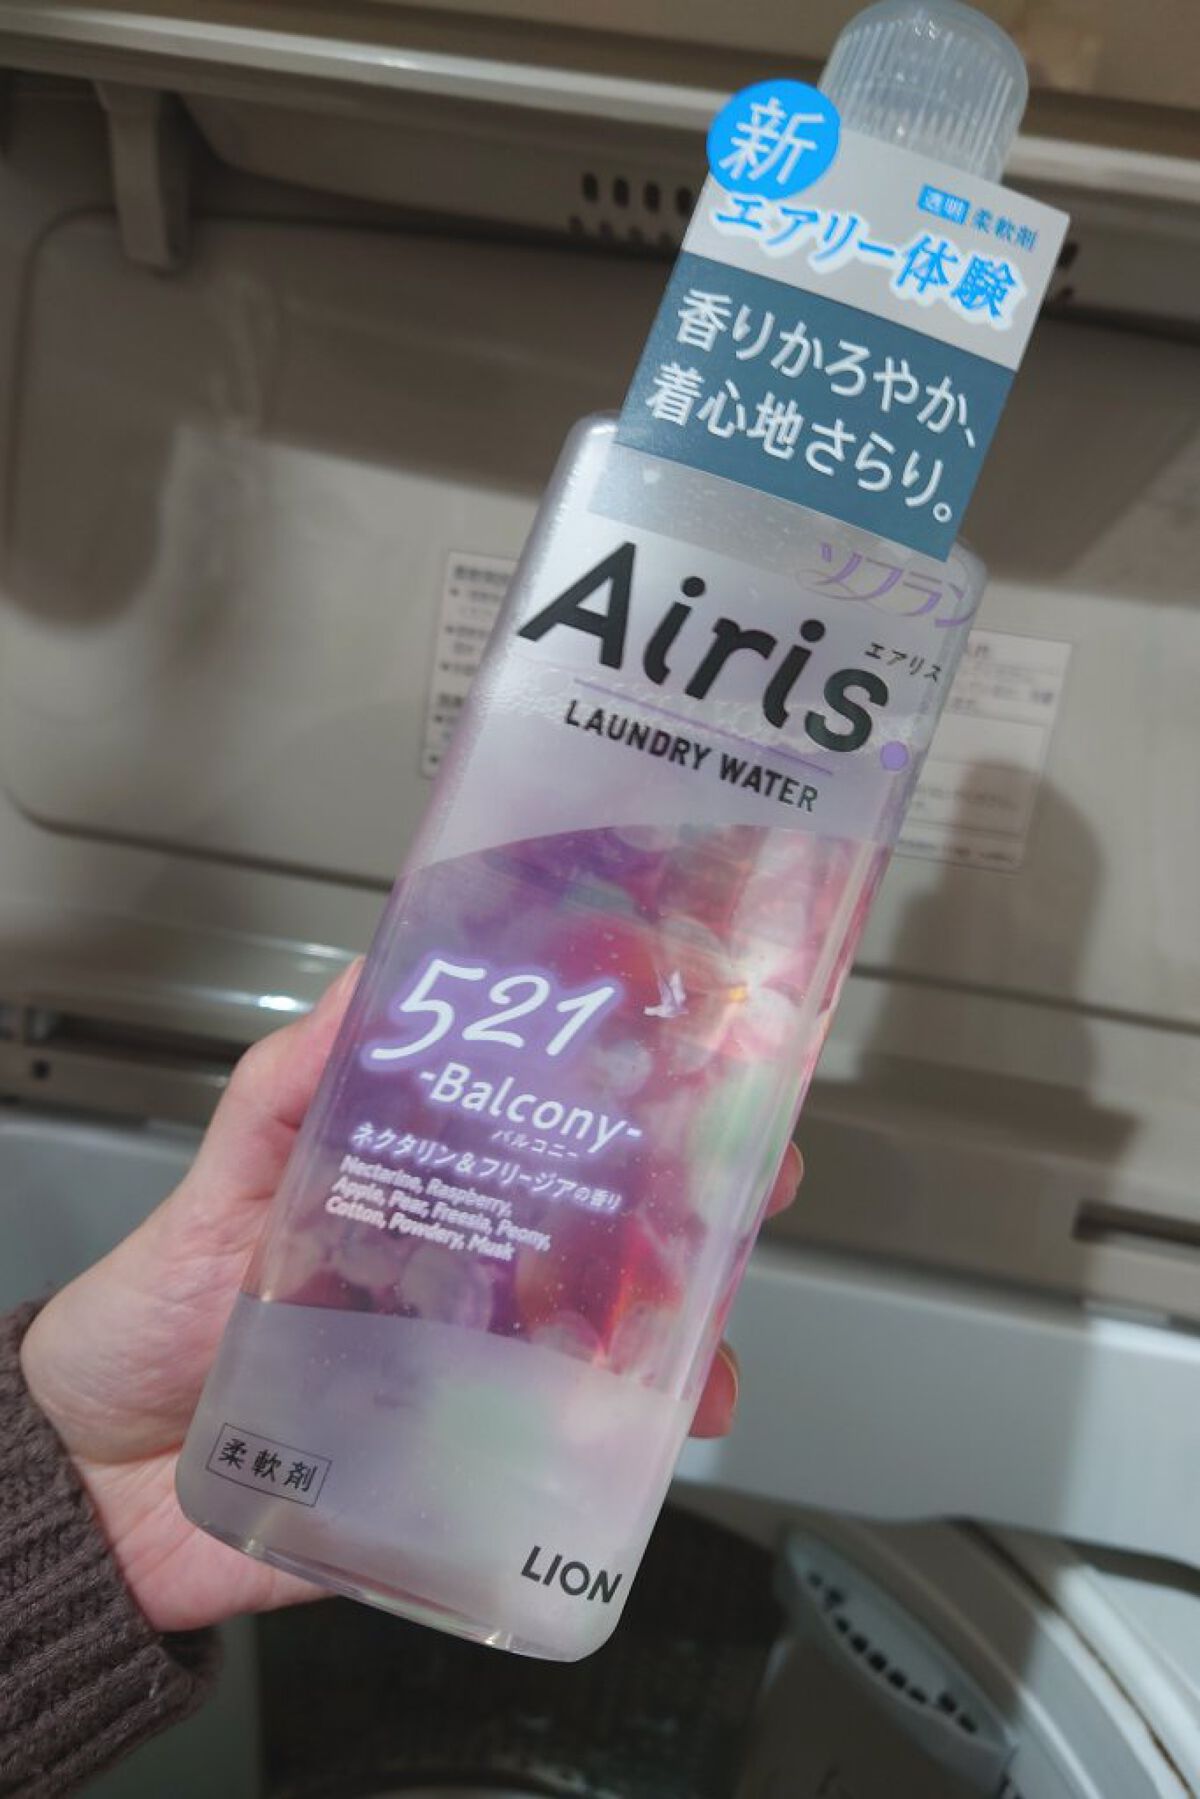 新
透明 柔軟剤
エアリー体験
香りかろやか、
着心地さらり。
ソフラン
Airis.
エアリス
LAUNDRY WATER
521
-Balcony-
バルコニー
ネクタリン&フリージアの香り
Nectarine, Raspberry,
Apple, Pear, Freesia, Peony,
Cotton, Powdery, Musk
柔軟剤
LION